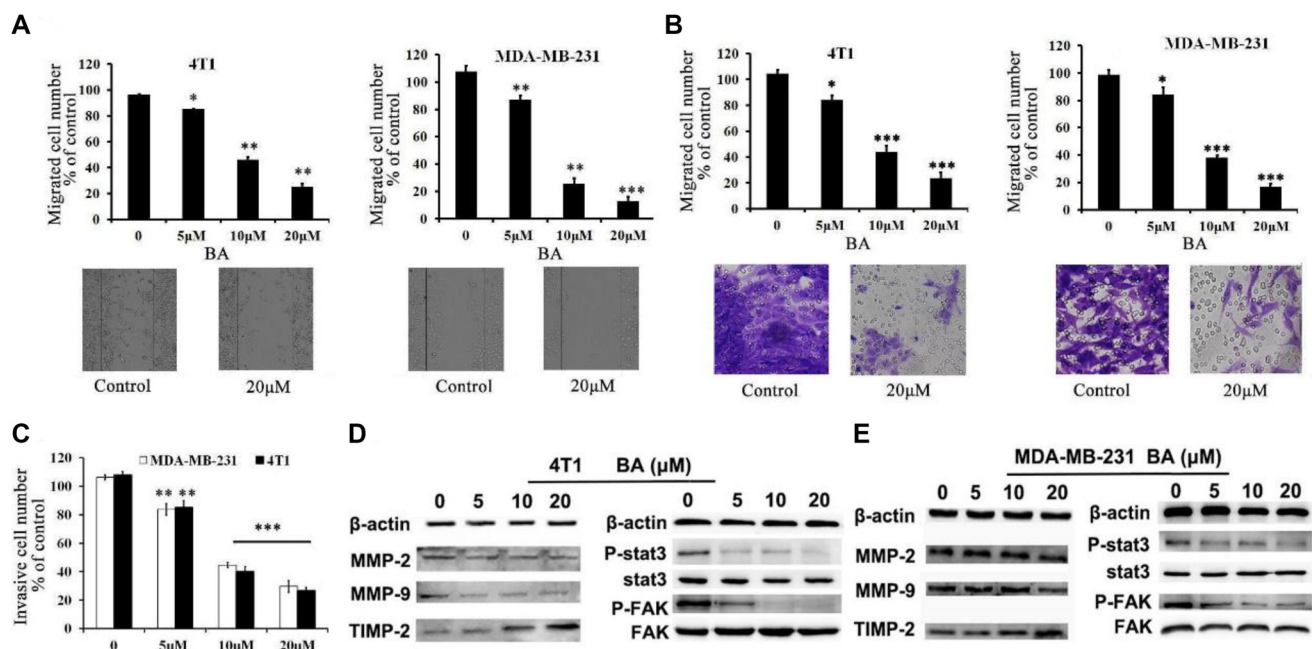 A
4T1
Migrated cell number
% of control
120
100
80
60
40
20
0
*
**
**
0 5µM 10µM 20µM
BA
MDA-MB-231
Migrated cell number
% of control
120
100
80
60
40
20
0
**
**
***
0 5µM 10µM 20µM
BA
Control 20µM
Control 20µM
B
4T1
Migrated cell number
% of control
120
100
80
60
40
20
0
*
***
***
0 5µM 10µM 20µM
MDA-MB-231
Migrated cell number
% of control
120
100
80
60
40
20
0
*
***
***
0 5µM 10µM 20µM
Control 20µM
Control 20µM
C
MDA-MB-231 4T1
Invasive cell number
% of control
120
100
80
60
40
20
0
** **
***
0 5µM 10µM 20µM
D
4T1 BA (µM)
0 5 10 20
β-actin
MMP-2
MMP-9
TIMP-2
0 5 10 20
β-actin
P-stat3
stat3
P-FAK
FAK
E
MDA-MB-231 BA (µM)
0 5 10 20
β-actin
MMP-2
MMP-9
TIMP-2
0 5 10 20
β-actin
P-stat3
stat3
P-FAK
FAK